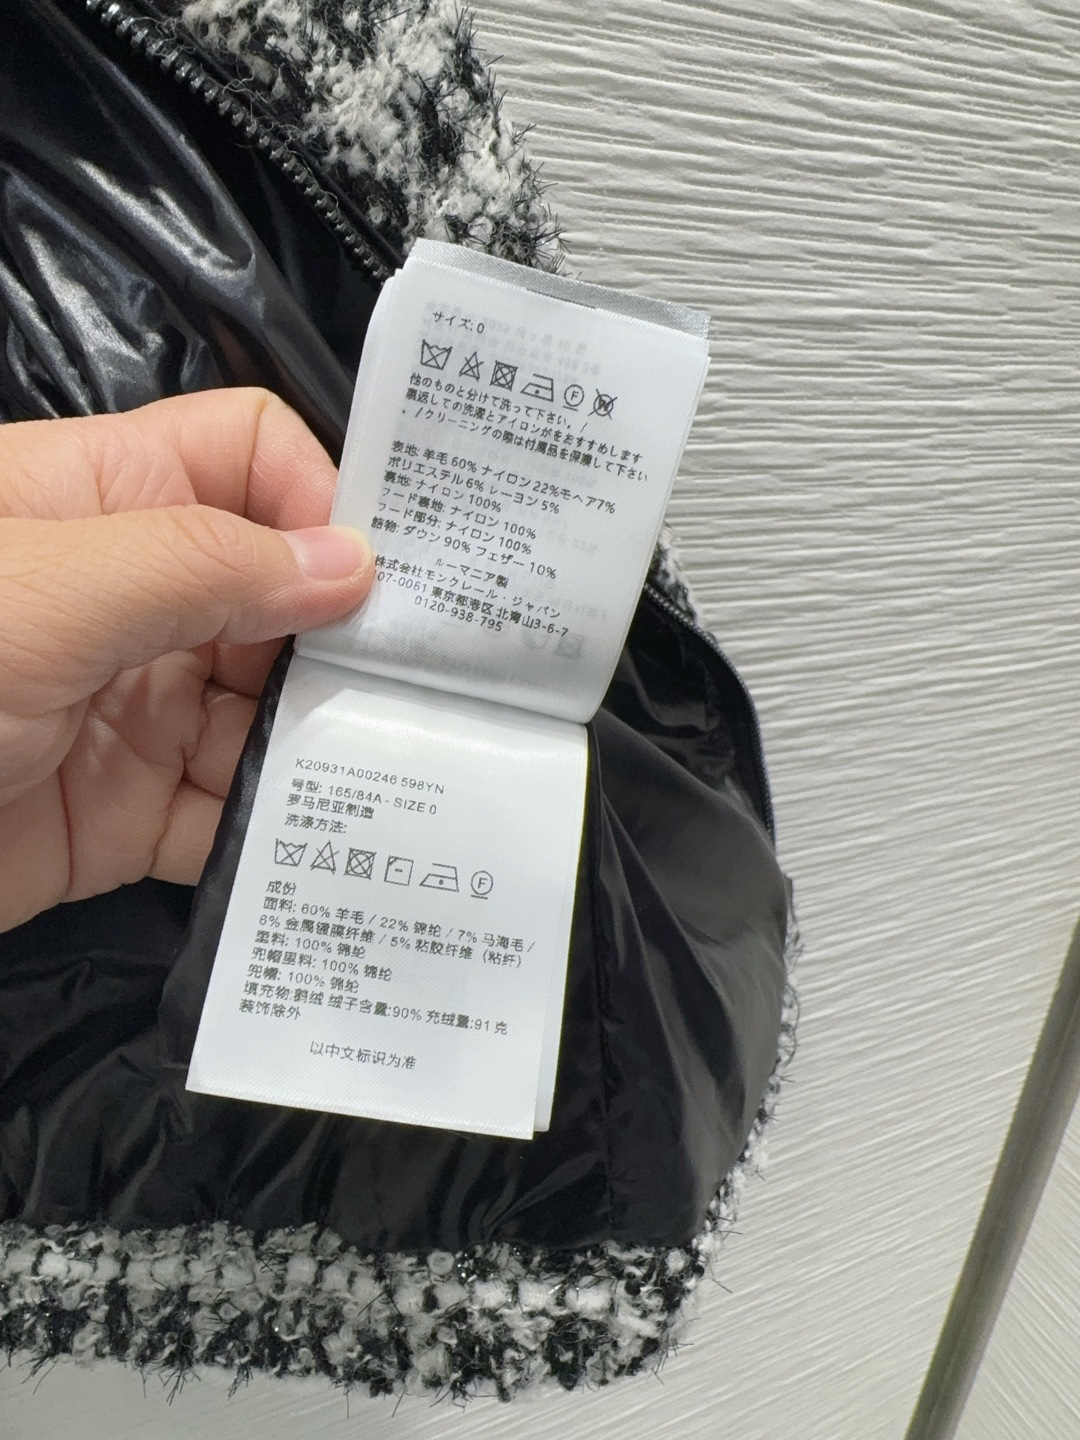 サイズ: 0
他のものと分けて洗って下さい。/
裏返しての洗濯とアイロンがをおすすめします
。/クリーニングの際は付属品を保護して下さい
表地: 羊毛 60% ナイロン 22%モヘア7%
ポリエステル 6% レーヨン 5%
裏地: ナイロン 100%
フード裏地: ナイロン 100%
フード部分: ナイロン 100%
詰物: ダウン 90% フェザー 10%
ルーマニア製
株式会社モンクレール・ジャパン
107-0061 東京都港区 北青山3-6-7
0120-938-795
K20931A00246 598YN
号型: 165/84A - SIZE 0
罗马尼亚制造
洗涤方法:
F
成份
面料: 60% 羊毛 / 22% 锦纶 / 7% 马海毛 /
6% 金属镀膜纤维 / 5% 粘胶纤维（粘纤）
里料: 100% 锦纶
兜帽里料: 100% 锦纶
兜帽: 100% 锦纶
填充物:鹅绒 绒子含量:90% 充绒量:91 克
装饰除外
以中文标识为准